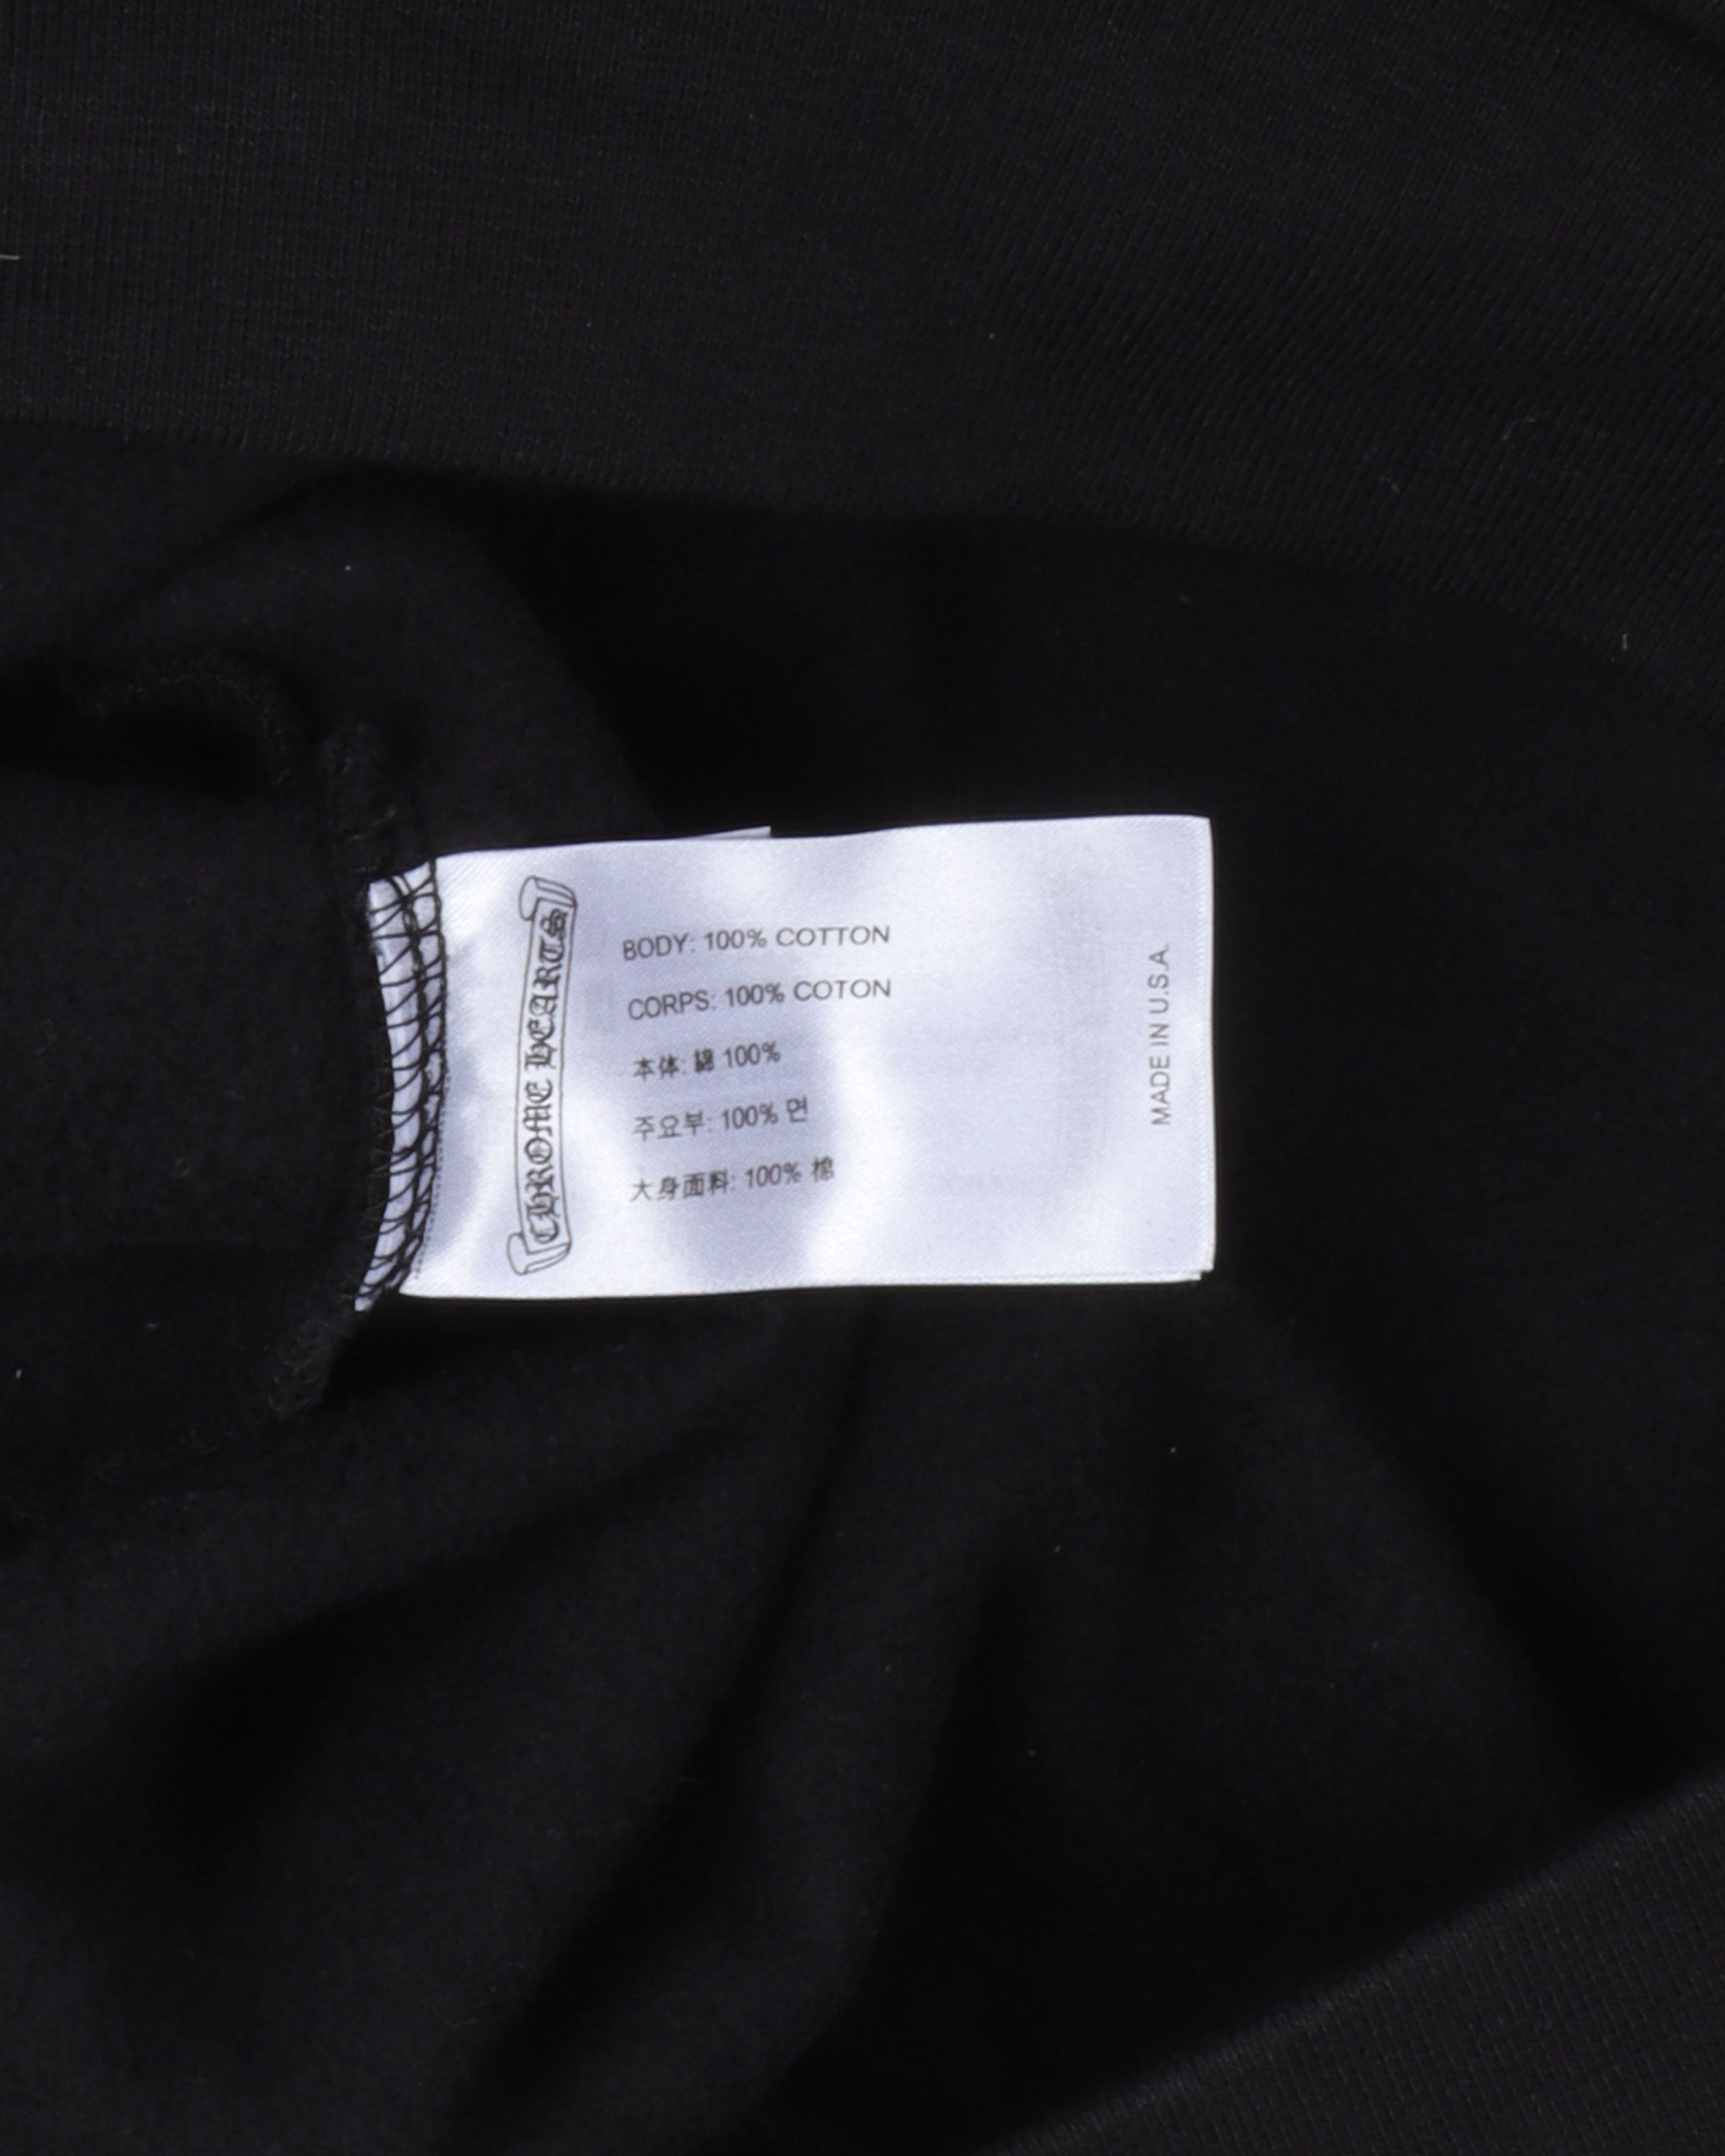 CHROME HEARTS
BODY: 100% COTTON
CORPS: 100% COTON
本体: 綿 100%
주요부: 100% 면
大身面料: 100% 棉
MADE IN U.S.A.